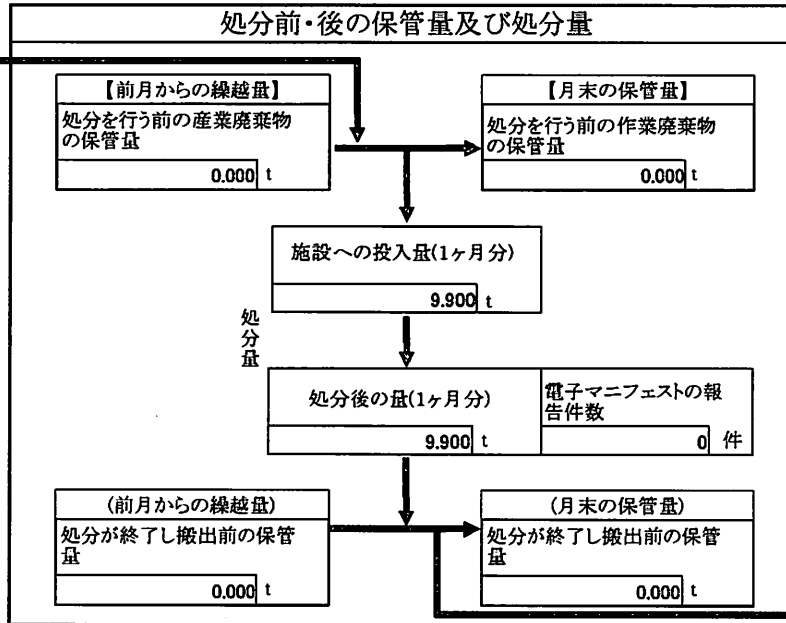 処分前・後の保管量及び処分量
【前月からの繰越量】
処分を行う前の産業廃棄物
の保管量
0.000 t
【月末の保管量】
処分を行う前の作業廃棄物
の保管量
0.000 t
施設への投入量(1ヶ月分)
9.900 t
処分量
処分後の量(1ヶ月分)
9.900 t
電子マニフェストの報
告件数
0 件
(前月からの繰越量)
処分が終了し搬出前の保管
量
0.000 t
(月末の保管量)
処分が終了し搬出前の保管
量
0.000 t